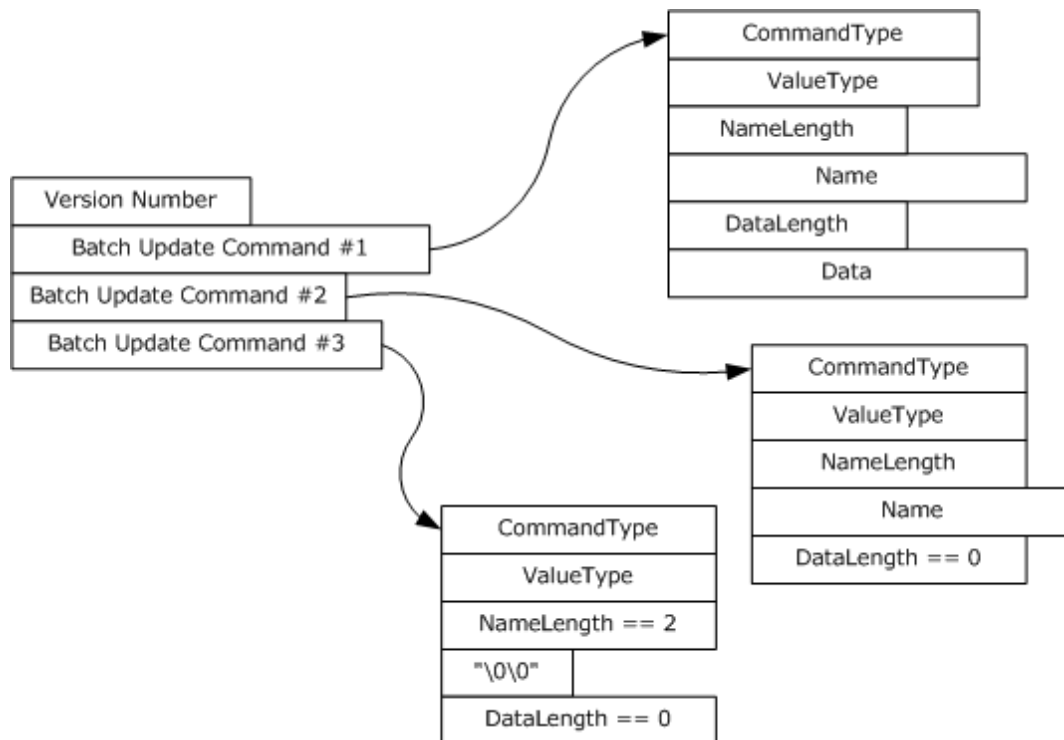 CommandType
ValueType
NameLength
Name
DataLength
Data
Version Number
Batch Update Command #1
Batch Update Command #2
Batch Update Command #3
CommandType
ValueType
NameLength
Name
DataLength == 0
CommandType
ValueType
NameLength == 2
"\0\0"
DataLength == 0